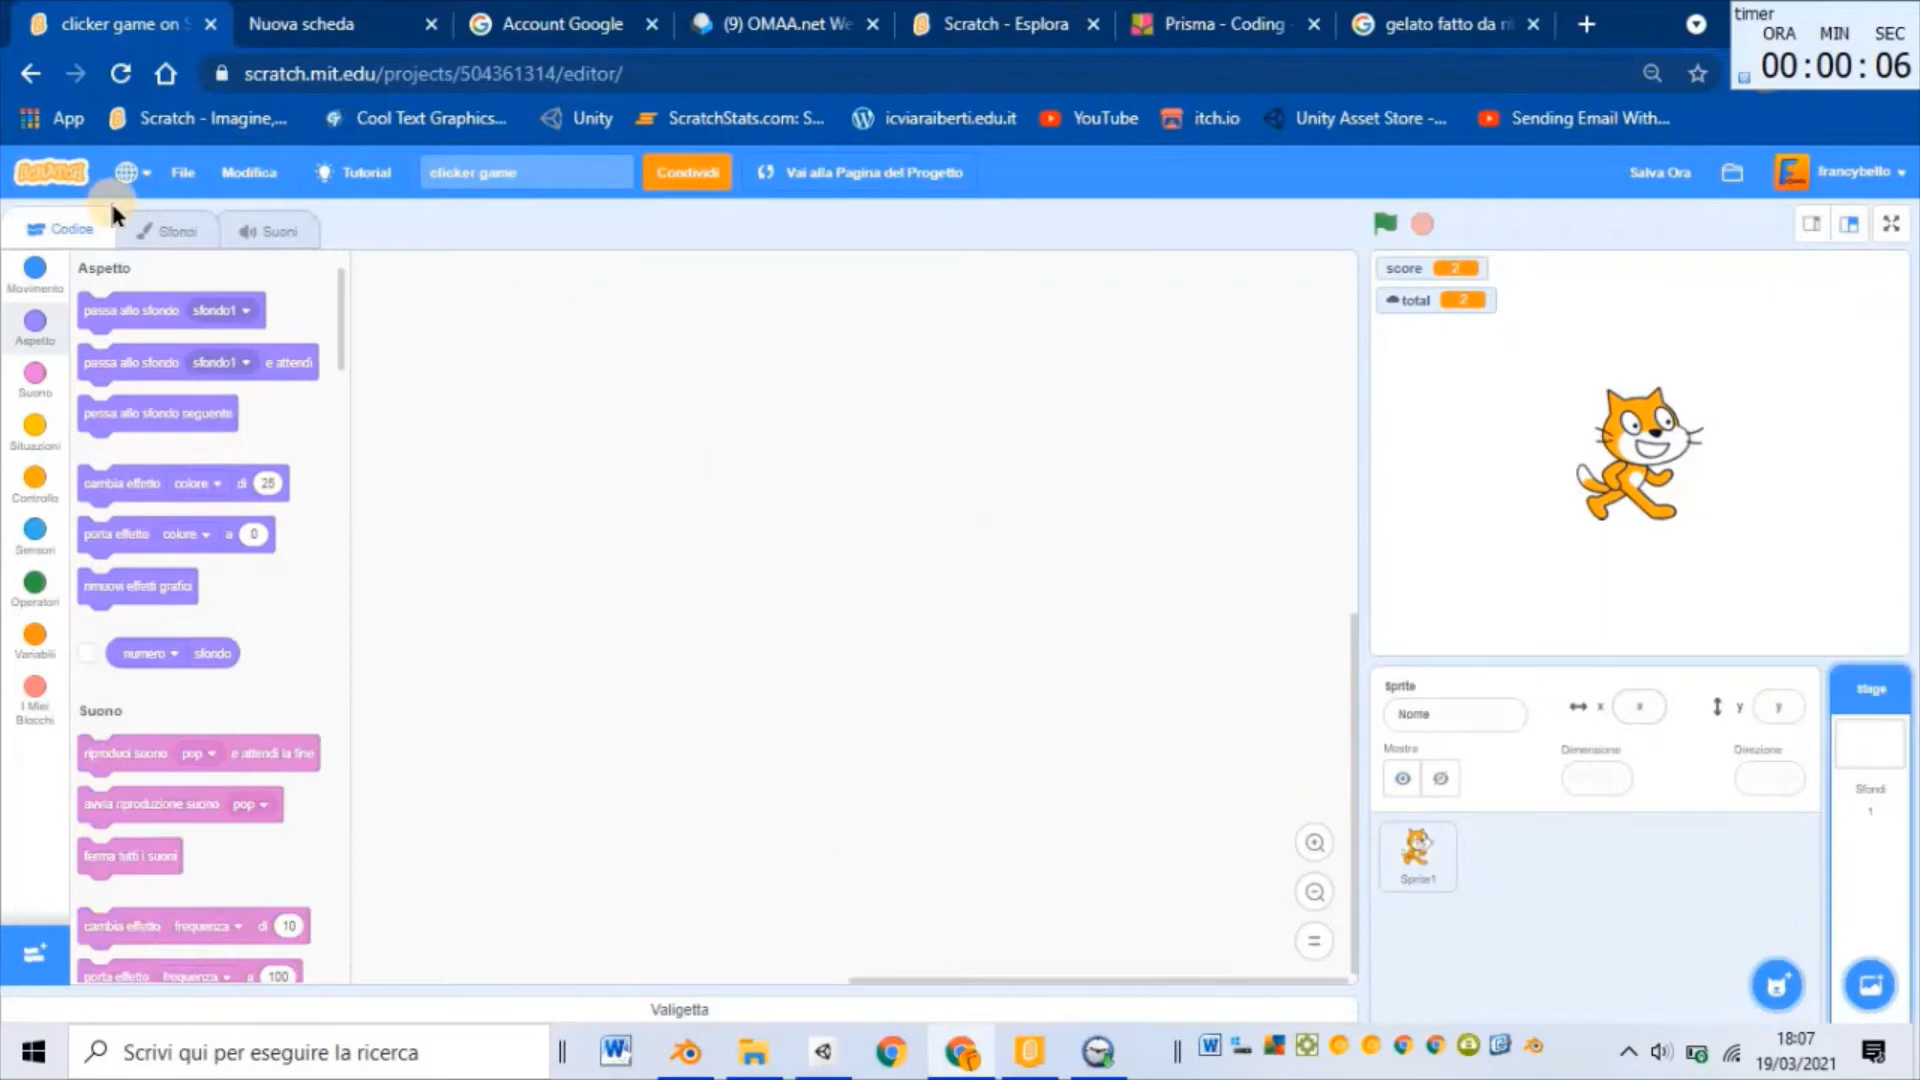 clicker game on S
Nuova scheda
Account Google
(9) OMAA.net We
Scratch - Esplora
Prisma - Coding
gelato fatto da ri
timer
ORA MIN SEC
00:00:06
scratch.mit.edu/projects/504361314/editor/
App
Scratch - Imagine,...
Cool Text Graphics...
Unity
ScratchStats.com: S...
icviaraiberti.edu.it
YouTube
itch.io
Unity Asset Store -...
Sending Email With...
SCRATCH
File
Modifica
Tutorial
clicker game
Condividi
Vai alla Pagina del Progetto
Salva Ora
francybello
Codice
Sfondi
Suoni
Movimento
Aspetto
Suono
Situazioni
Controllo
Sensori
Operatori
Variabili
I Miei
Blocchi
Aspetto
passa allo sfondo sfondo1
passa allo sfondo sfondo1 e attendi
passa allo sfondo seguente
cambia effetto colore di 25
porta effetto colore a 0
rimuovi effetti grafici
numero sfondo
Suono
riproduci suono pop e attendi la fine
avvia riproduzione suono pop
ferma tutti i suoni
cambia effetto frequenza di 10
porta effetto frequenza a 100
score 2
total 2
Sprite
Nome
x x
y y
Mostra
Dimensione
Direzione
Sprite1
Stage
Sfondi
1
Valigetta
Scrivi qui per eseguire la ricerca
18:07
19/03/2021